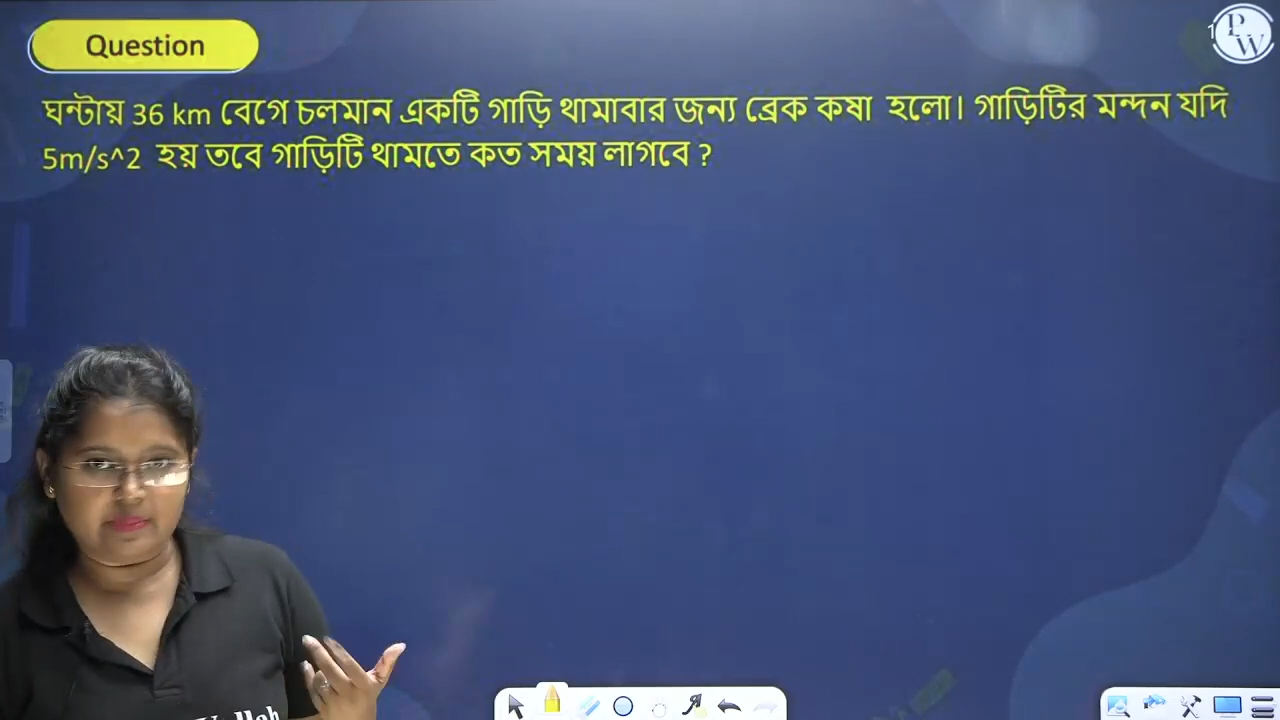 Question
ঘন্টায় 36 km বেগে চলমান একটি গাড়ি থামাবার জন্য ব্রেক কষা হলো। গাড়িটির মন্দন যদি
5m/s^2 হয় তবে গাড়িটি থামতে কত সময় লাগবে ?
P
W